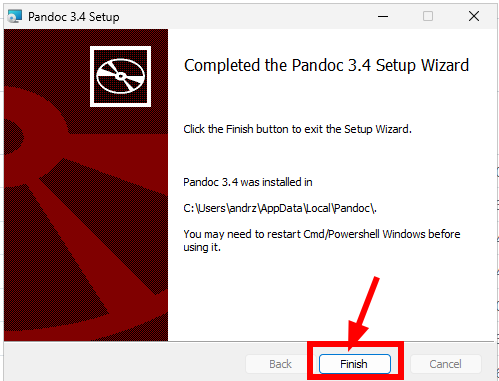 Pandoc 3.4 Setup
Completed the Pandoc 3.4 Setup Wizard
Click the Finish button to exit the Setup Wizard.
Pandoc 3.4 was installed in
C:\Users\andrz\AppData\Local\Pandoc\.
You may need to restart Cmd/Powershell Windows before
using it.
Back
Finish
Cancel